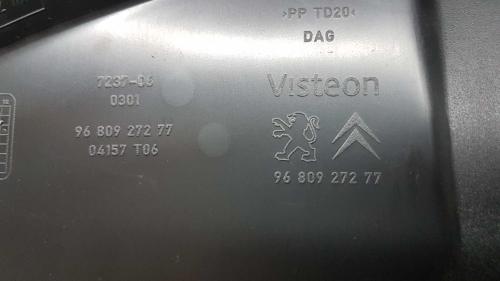 >PP TD20<
DAG
7237-06
0301
Visteon
96 809 272 77
04157 T06
96 809 272 77